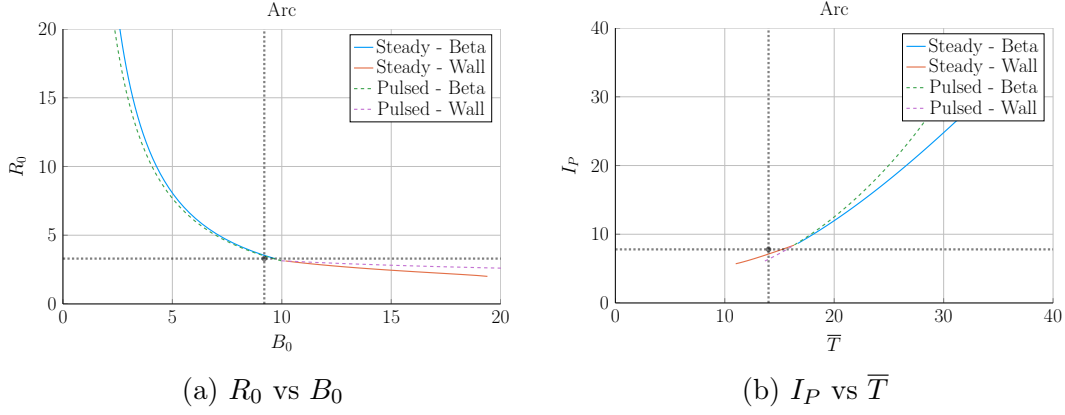 Arc
20
15
10
5
0
R₀
0 5 10 15 20
B₀
Steady - Beta
Steady - Wall
Pulsed - Beta
Pulsed - Wall
(a) R₀ vs B₀
Arc
40
30
20
10
0
I_P
0 10 20 30 40
T̅
Steady - Beta
Steady - Wall
Pulsed - Beta
Pulsed - Wall
(b) I_P vs T̅